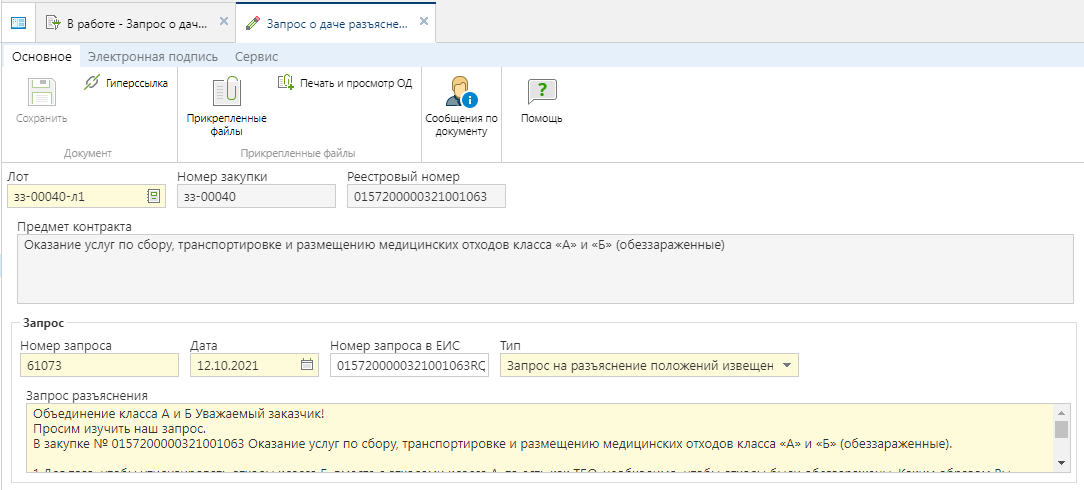 В работе - Запрос о дач...
Запрос о даче разъясне...
Основное Электронная подпись Сервис
Сохранить
Гиперссылка
Документ
Прикрепленные
файлы
Печать и просмотр ОД
Прикрепленные файлы
Сообщения по
документу
Помощь
Лот Номер закупки Реестровый номер
зз-00040-л1 зз-00040 0157200000321001063
Предмет контракта
Оказание услуг по сбору, транспортировке и размещению медицинских отходов класса «А» и «Б» (обеззараженные)
Запрос
Номер запроса Дата Номер запроса в ЕИС Тип
61073 12.10.2021 0157200000321001063RQ Запрос на разъяснение положений извещен
Запрос разъяснения
Объединение класса А и Б Уважаемый заказчик!
Просим изучить наш запрос.
В закупке № 0157200000321001063 Оказание услуг по сбору, транспортировке и размещению медицинских отходов класса «А» и «Б» (обеззараженные).